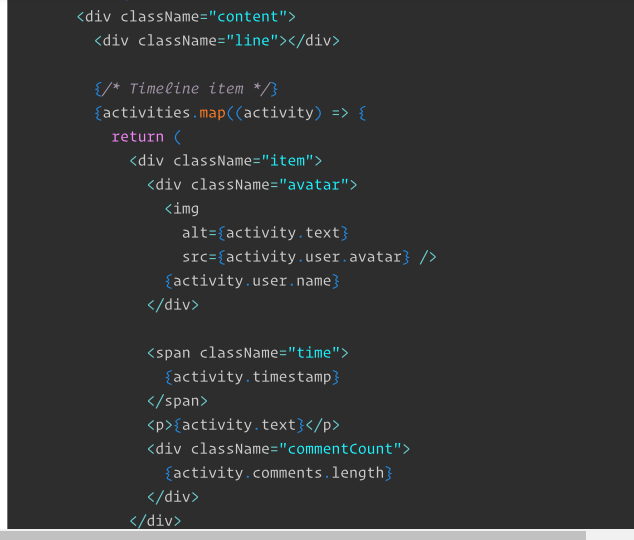 <div className="content">
<div className="line"></div>
{/* Timeline item */}
{activities.map((activity) => {
return (
<div className="item">
<div className="avatar">
<img
alt={activity.text}
src={activity.user.avatar} />
{activity.user.name}
</div>
<span className="time">
{activity.timestamp}
</span>
<p>{activity.text}</p>
<div className="commentCount">
{activity.comments.length}
</div>
</div>